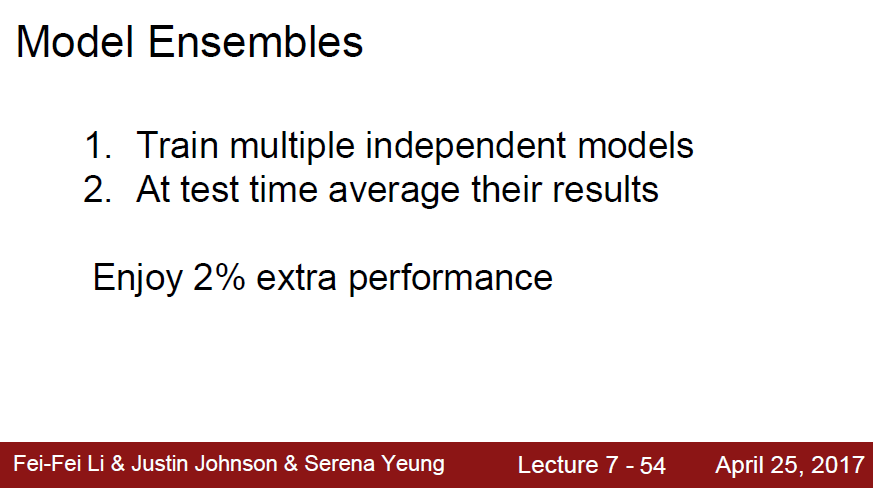 Model Ensembles
1. Train multiple independent models
2. At test time average their results
Enjoy 2% extra performance
Fei-Fei Li & Justin Johnson & Serena Yeung Lecture 7 - 54 April 25, 2017